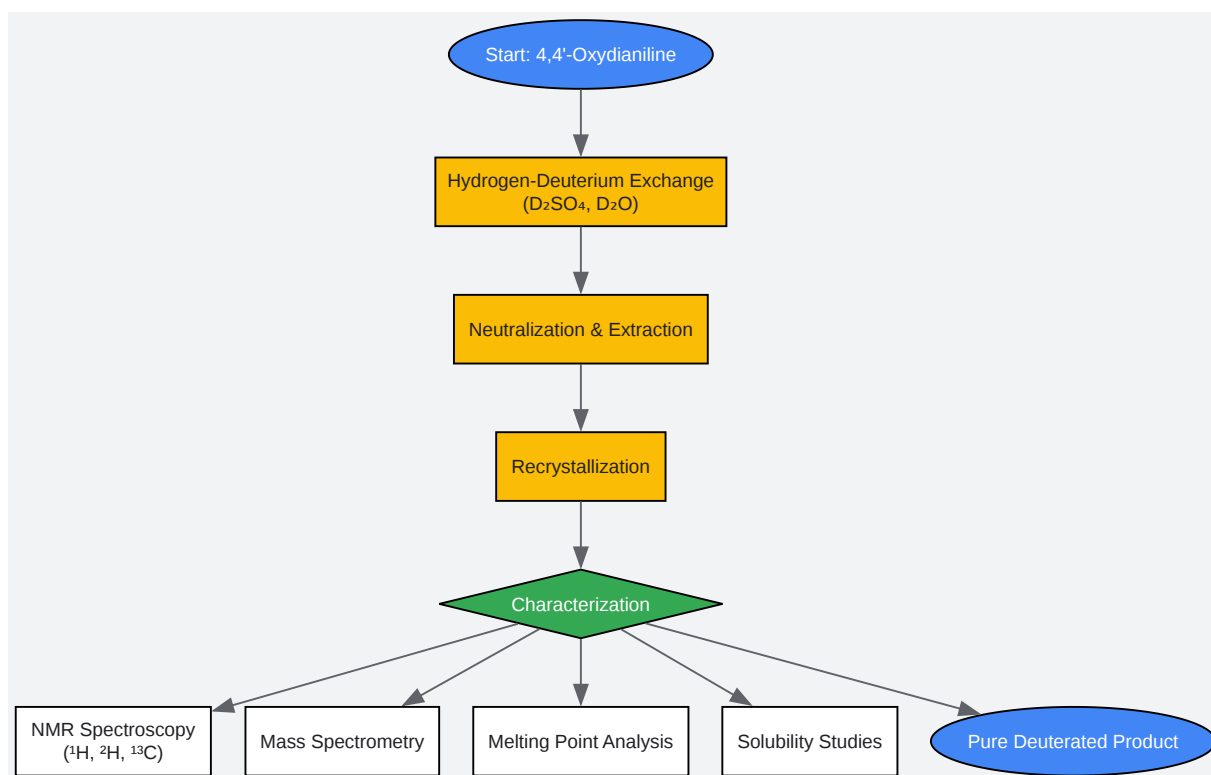 Start: 4,4'-Oxydianiline
Hydrogen-Deuterium Exchange
(D₂SO₄, D₂O)
Neutralization & Extraction
Recrystallization
Characterization
NMR Spectroscopy
(¹H, ²H, ¹³C)
Mass Spectrometry
Melting Point Analysis
Solubility Studies
Pure Deuterated Product